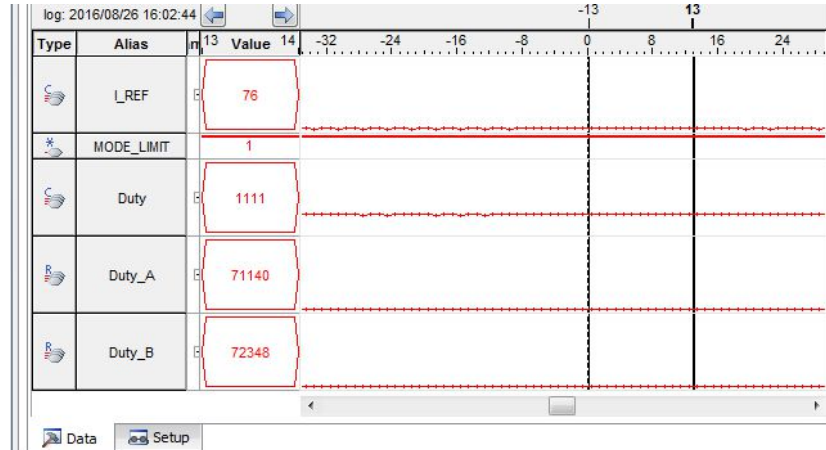 log: 2016/08/26 16:02:44 -13 13
Type Alias 13 Value 14 -32 -24 -16 -8 0 8 16 24
C I_REF 76
* MODE_LIMIT 1
C Duty 1111
R Duty_A 71140
R Duty_B 72348
Data Setup